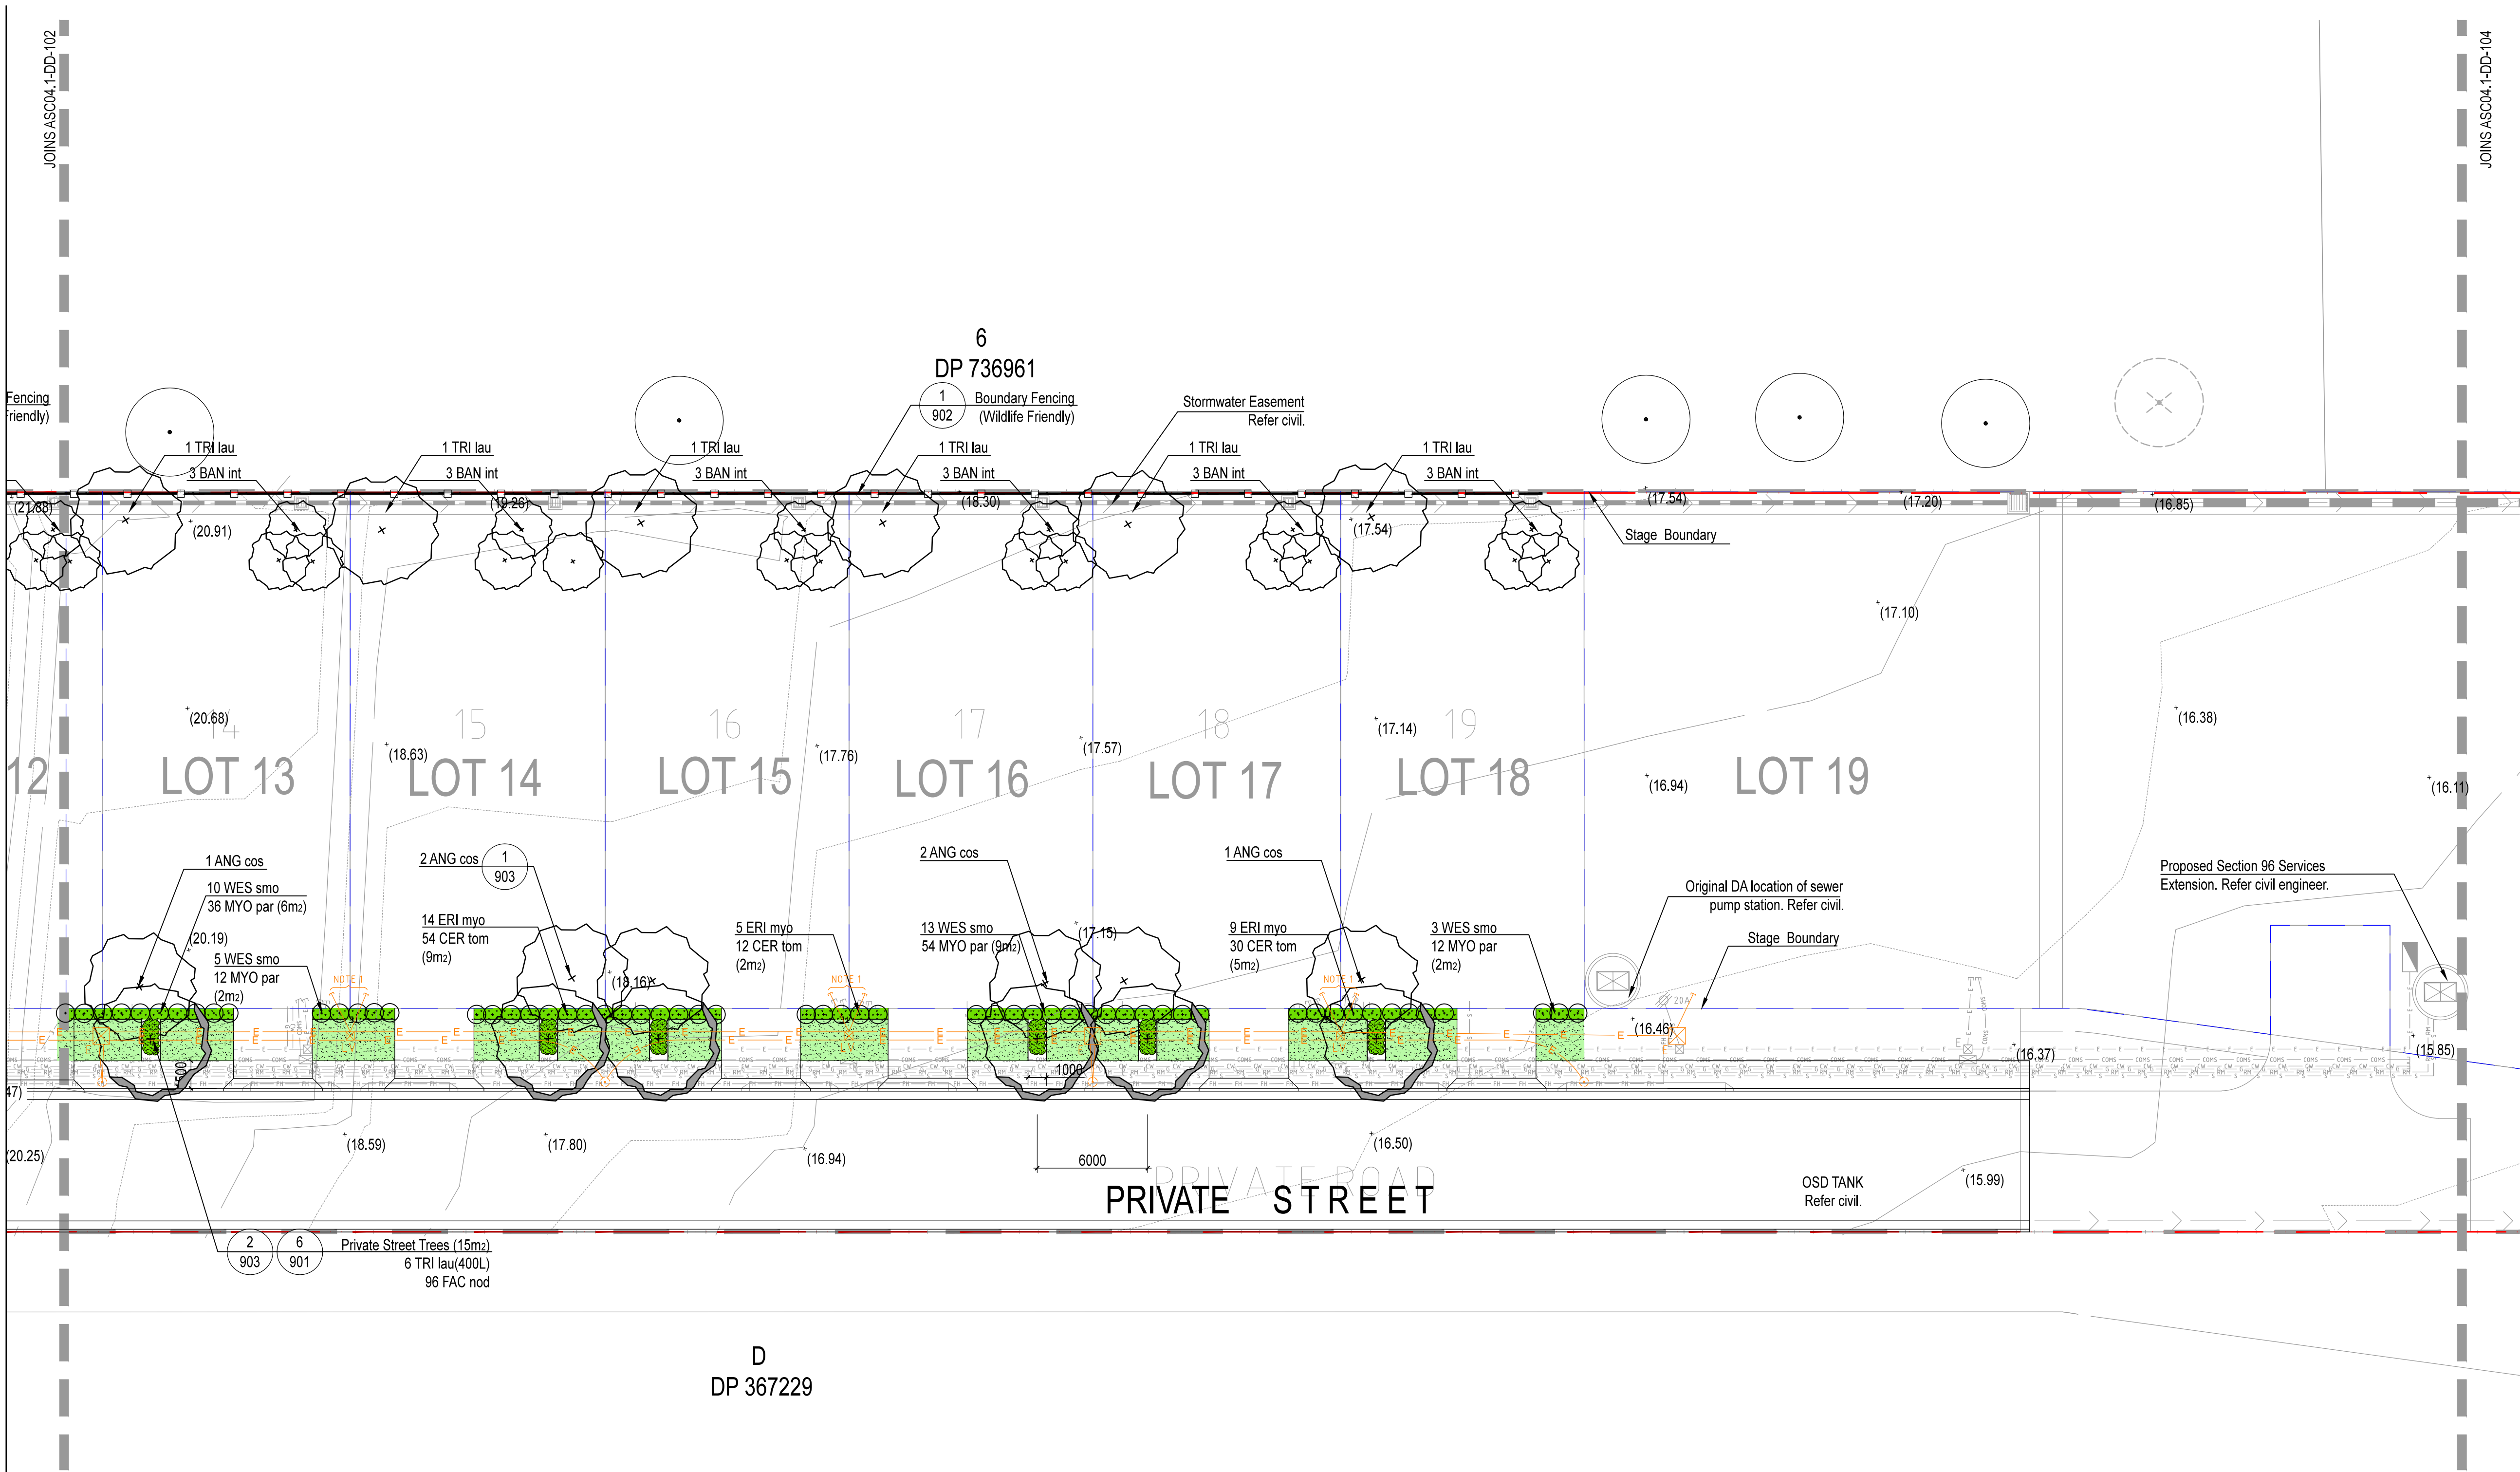 JOINS ASC04.1-DD-102
JOINS ASC04.1-DD-104
6
DP 736961
Fencing
Friendly)
1
902
Boundary Fencing
(Wildlife Friendly)
Stormwater Easement
Refer civil.
1 TRI lau
3 BAN int
1 TRI lau
3 BAN int
1 TRI lau
3 BAN int
1 TRI lau
3 BAN int
1 TRI lau
3 BAN int
1 TRI lau
3 BAN int
(21.88)
(20.91)
(19.26)
(18.30)
(17.54)
(17.54)
(17.20)
(16.85)
Stage Boundary
(17.10)
(20.68)
(18.63)
(17.76)
(17.57)
(17.14)
(16.94)
(16.38)
(16.11)
14
15
16
17
18
19
12
LOT 13
LOT 14
LOT 15
LOT 16
LOT 17
LOT 18
LOT 19
1 ANG cos
10 WES smo
36 MYO par (6m2)
(20.19)
5 WES smo
12 MYO par
(2m2)
2 ANG cos
1
903
14 ERI myo
54 CER tom
(9m2)
(18.16)
5 ERI myo
12 CER tom
(2m2)
2 ANG cos
13 WES smo
54 MYO par (9m2)
(17.15)
1 ANG cos
9 ERI myo
30 CER tom
(5m2)
3 WES smo
12 MYO par
(2m2)
Original DA location of sewer
pump station. Refer civil.
Stage Boundary
Proposed Section 96 Services
Extension. Refer civil engineer.
NOTE 1
NOTE 1
NOTE 1
20A
(16.46)
(16.37)
(15.85)
1500
1000
47)
(20.25)
(18.59)
(17.80)
(16.94)
6000
(16.50)
(15.99)
PRIVATE ROAD
PRIVATE STREET
OSD TANK
Refer civil.
2
903
6
901
Private Street Trees (15m2)
6 TRI lau(400L)
96 FAC nod
D
DP 367229